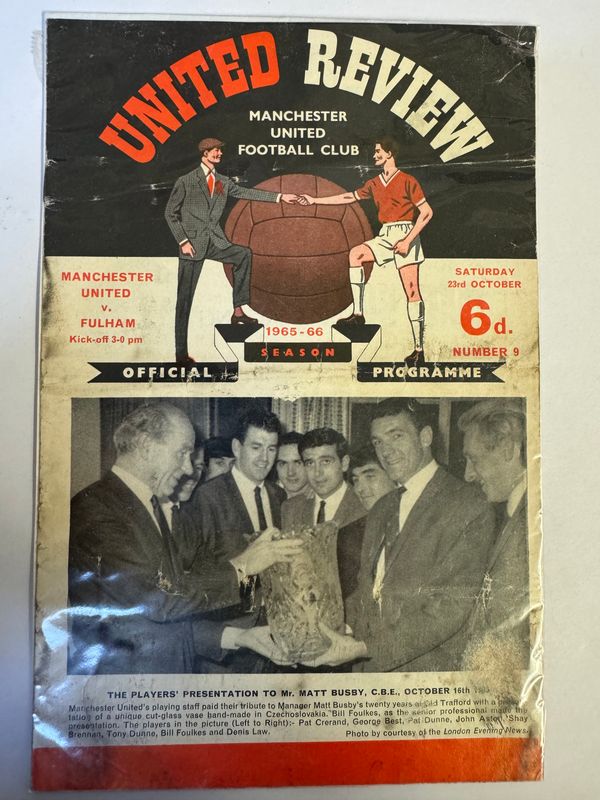 UNITED REVIEW
MANCHESTER
UNITED
FOOTBALL CLUB
MANCHESTER
UNITED
v.
FULHAM
Kick-off 3-0 pm
SATURDAY
23rd OCTOBER
6d.
NUMBER 9
1965-66
SEASON
OFFICIAL PROGRAMME
THE PLAYERS' PRESENTATION TO Mr. MATT BUSBY, C.B.E., OCTOBER 16th
Manchester United's playing staff paid their tribute to Manager Matt Busby's twenty years at Old Trafford with a
tation of a unique cut-glass vase hand-made in Czechoslovakia. Bill Foulkes, as the senior professional made the
presentation. The players in the picture (Left to Right):- Pat Crerand, George Best, Pat Dunne, John Aston, Shay
Brennan, Tony Dunne, Bill Foulkes and Denis Law.
Photo by courtesy of the London Evening News.